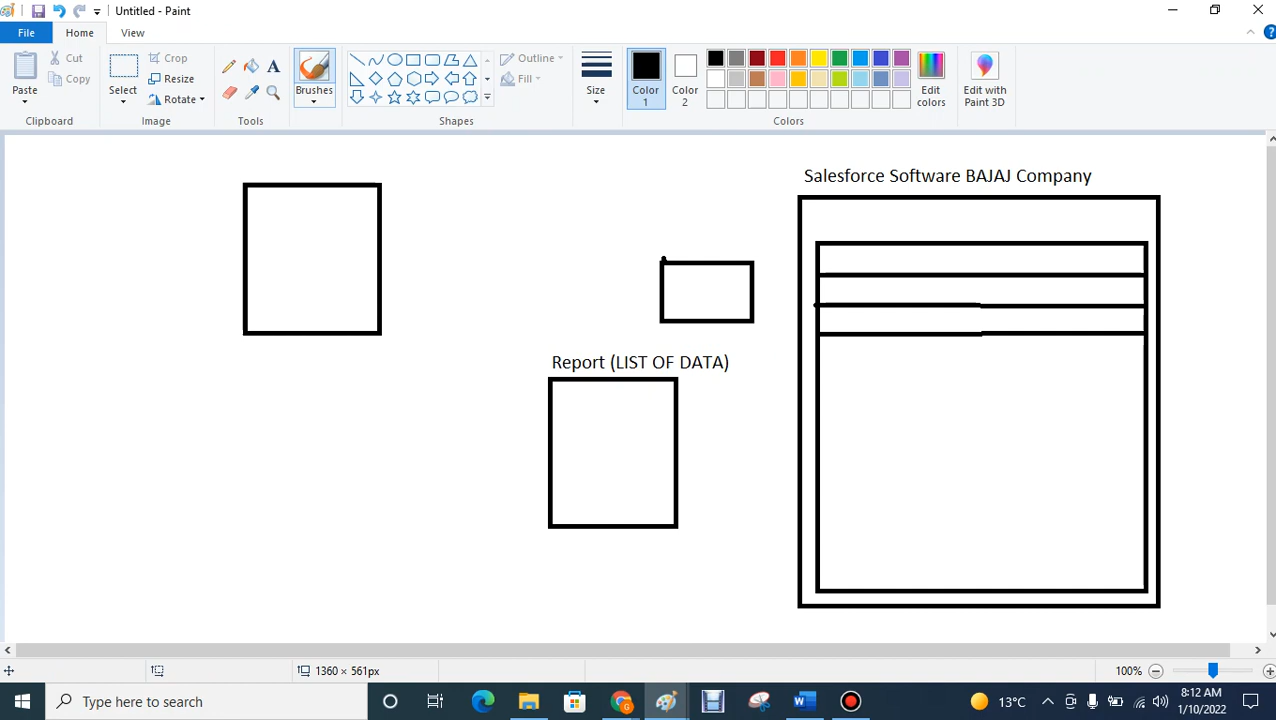 Untitled - Paint
File
Home
View
Paste
Cut
Copy
Clipboard
Select
Crop
Resize
Rotate
Image
A
Tools
Brushes
Outline
Fill
Shapes
Size
Color 1
Color 2
Edit colors
Colors
Edit with Paint 3D
Salesforce Software BAJAJ Company
Report (LIST OF DATA)
1360 × 561px
100%
Type here to search
13°C
8:12 AM
1/10/2022